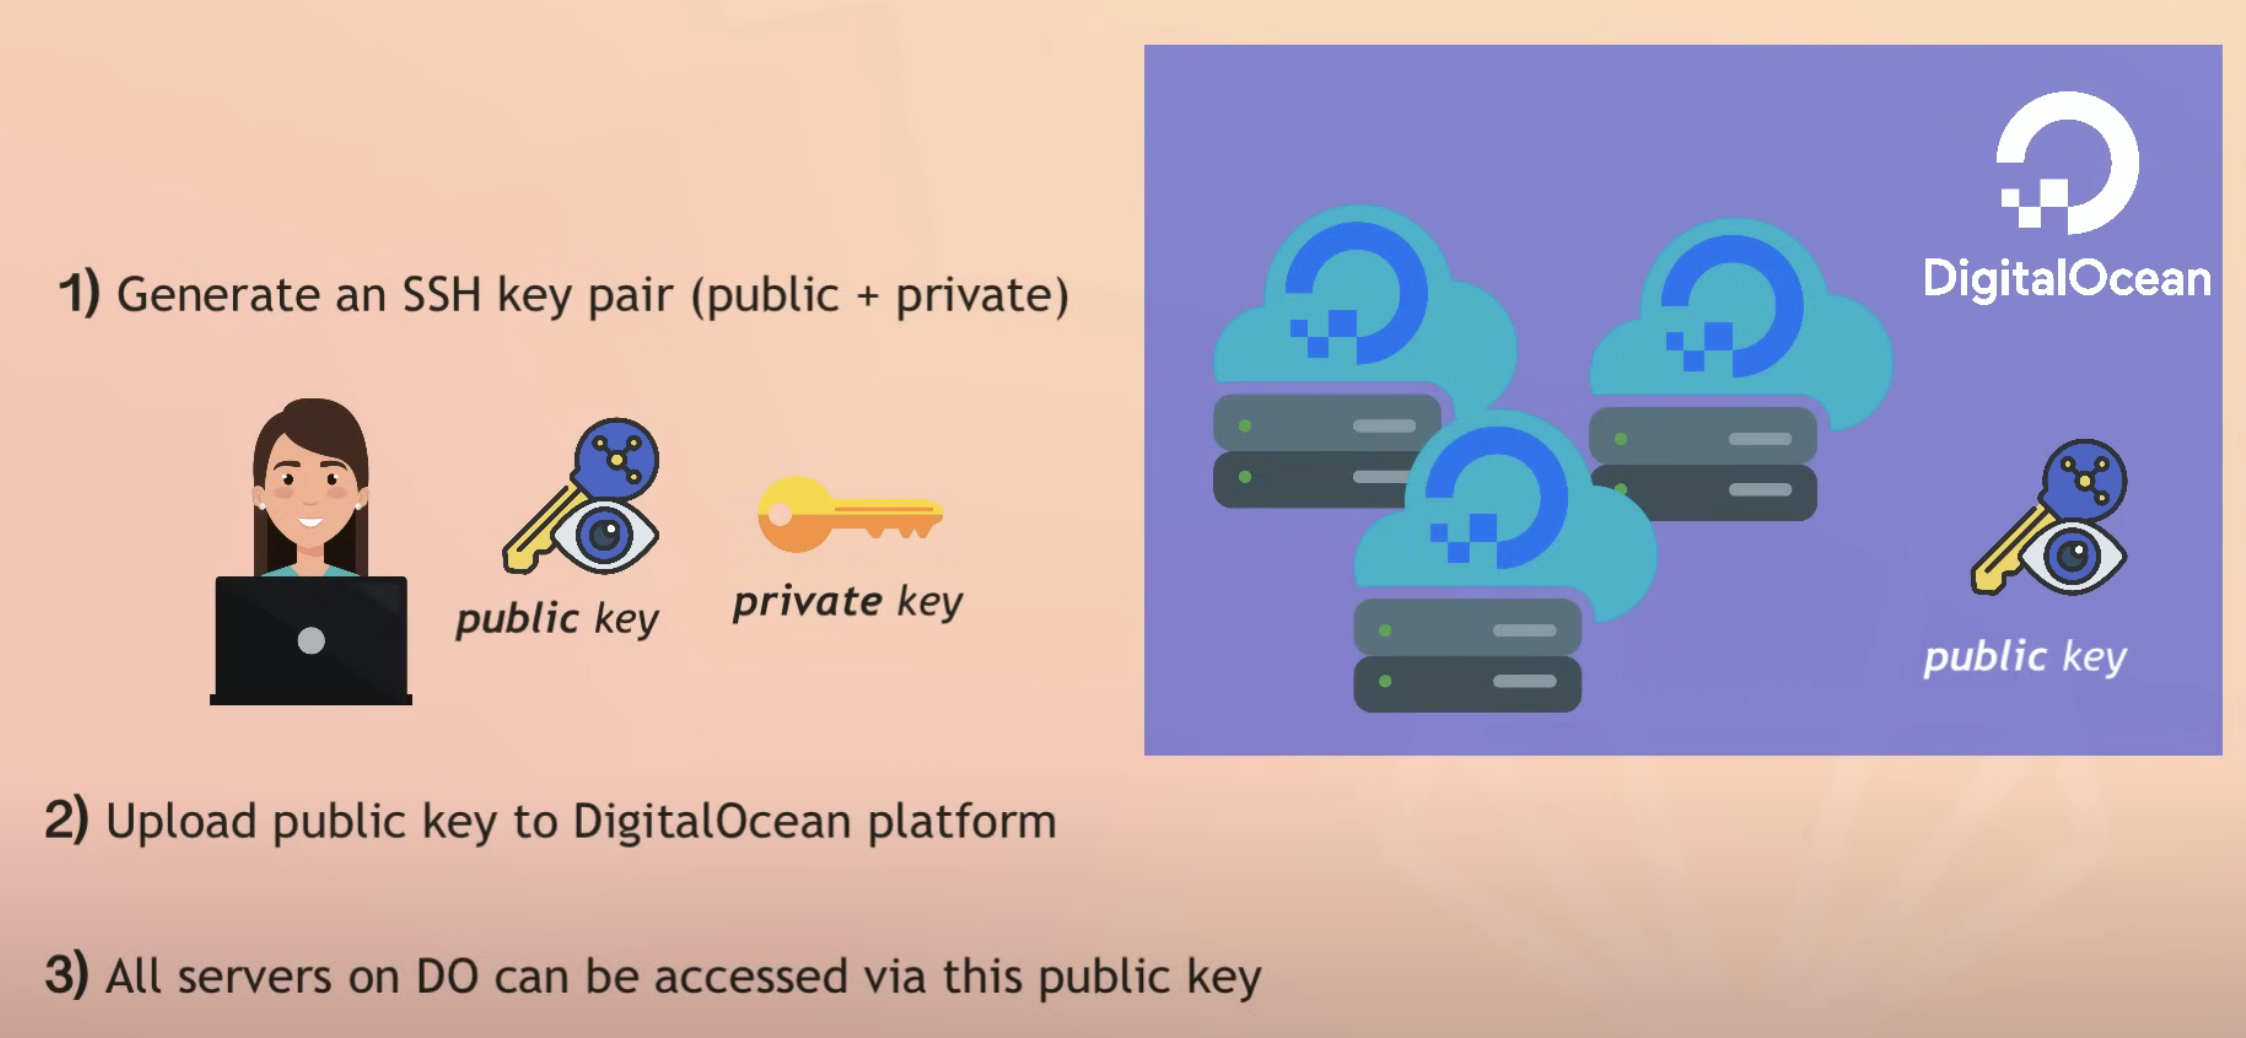 DigitalOcean
1) Generate an SSH key pair (public + private)
public key
private key
public key
2) Upload public key to DigitalOcean platform
3) All servers on DO can be accessed via this public key